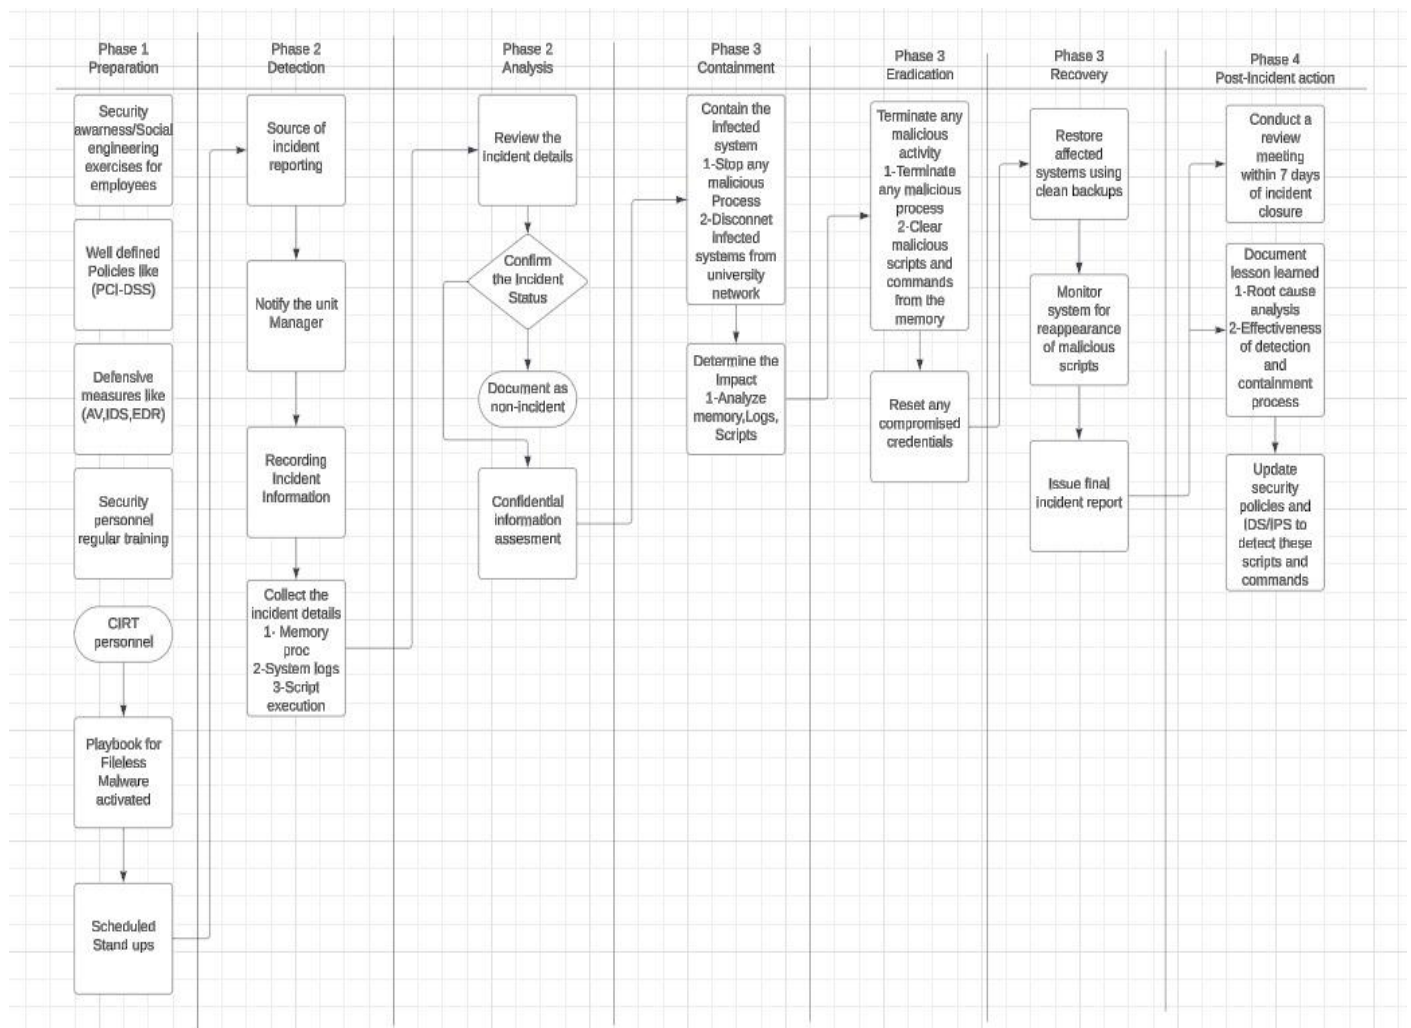 Phase 1
Preparation
Security
awarness/Social
engineering
exercises for
employees
Well defined
Policies like
(PCI-DSS)
Defensive
measures like
(AV,IDS,EDR)
Security
personnel
regular training
CIRT
personnel
Playbook for
Fileless
Malware
activated
Scheduled
Stand ups
Phase 2
Detection
Source of
incident
reporting
Notify the unit
Manager
Recording
Incident
Information
Collect the
incident details
1- Memory
proc
2-System logs
3-Script
execution
Phase 2
Analysis
Review the
incident details
Confirm
the Incident
Status
Document as
non-incident
Confidential
information
assesment
Phase 3
Containment
Contain the
infected
system
1-Stop any
malicious
Process
2-Disconnet
infected
systems from
university
network
Determine the
Impact
1-Analyze
memory,Logs,
Scripts
Phase 3
Eradication
Terminate any
malicious
activity
1-Terminate
any malicious
process
2-Clear
malicious
scripts and
commands
from the
memory
Reset any
compromised
credentials
Phase 3
Recovery
Restore
affected
systems using
clean backups
Monitor
system for
reappearance
of malicious
scripts
Issue final
incident report
Phase 4
Post-Incident action
Conduct a
review
meeting
within 7 days
of incident
closure
Document
lesson learned
1-Root cause
analysis
2-Effectiveness
of detection
and
containment
process
Update
security
policies and
IDS/IPS to
detect these
scripts and
commands